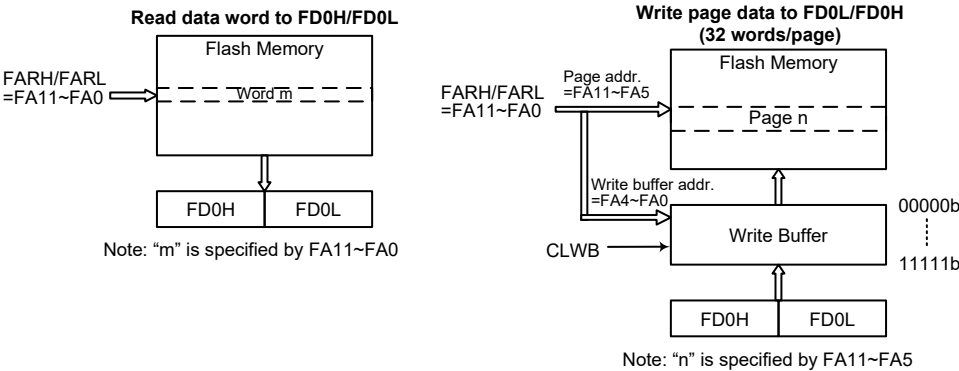 Read data word to FD0H/FD0L
Flash Memory
FARH/FARL
=FA11~FA0
Word m
FD0H
FD0L
Note: “m” is specified by FA11~FA0
Write page data to FD0L/FD0H
(32 words/page)
Flash Memory
FARH/FARL
=FA11~FA0
Page addr.
=FA11~FA5
Page n
Write buffer addr.
=FA4~FA0
CLWB
Write Buffer
00000b
11111b
FD0H
FD0L
Note: “n” is specified by FA11~FA5